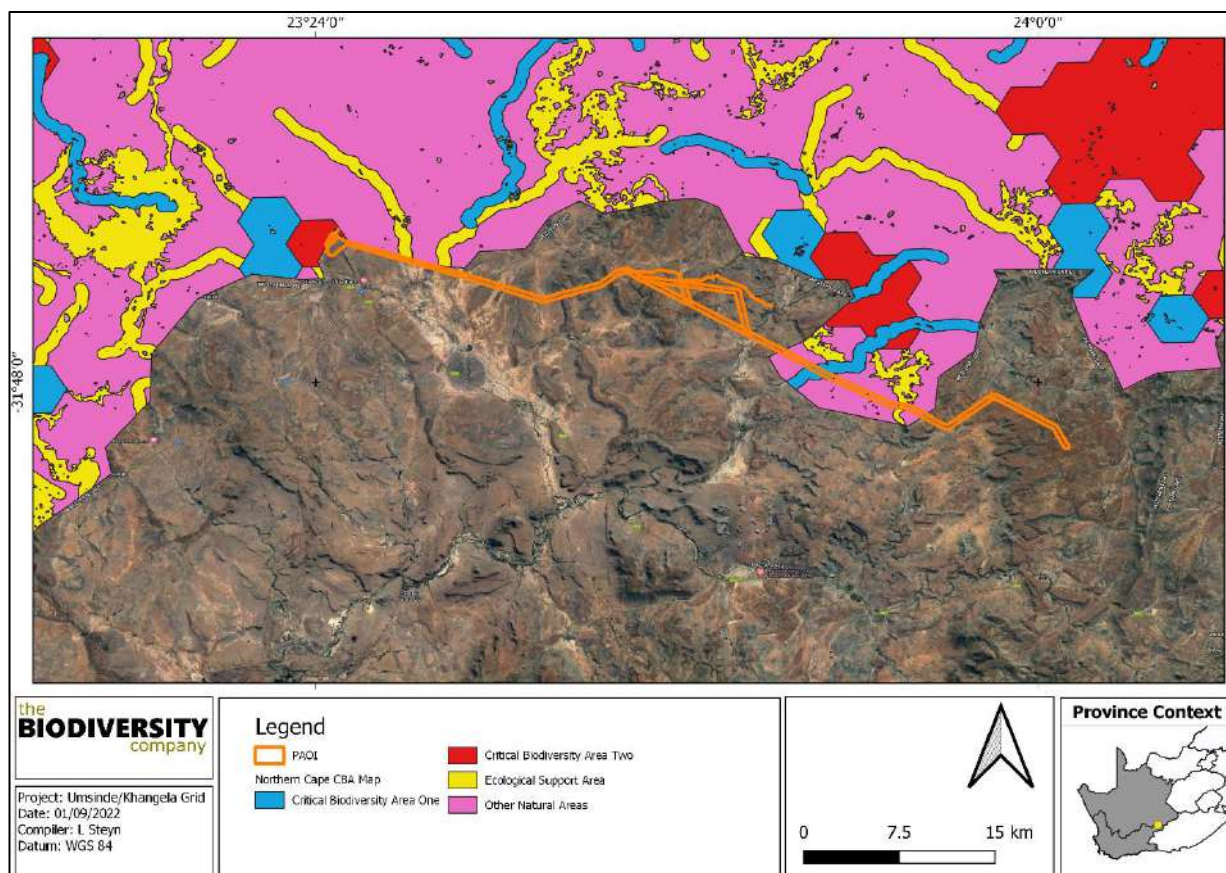 23°24′0″
24°0′0″
-31°48′0″
the
BIODIVERSITY
company
Project: Umsinde/Khangela Grid
Date: 01/09/2022
Compiler: L Steyn
Datum: WGS 84
Legend
PAOI
Northern Cape CBA Map
Critical Biodiversity Area One
Critical Biodiversity Area Two
Ecological Support Area
Other Natural Areas
0 7.5 15 km
Province Context